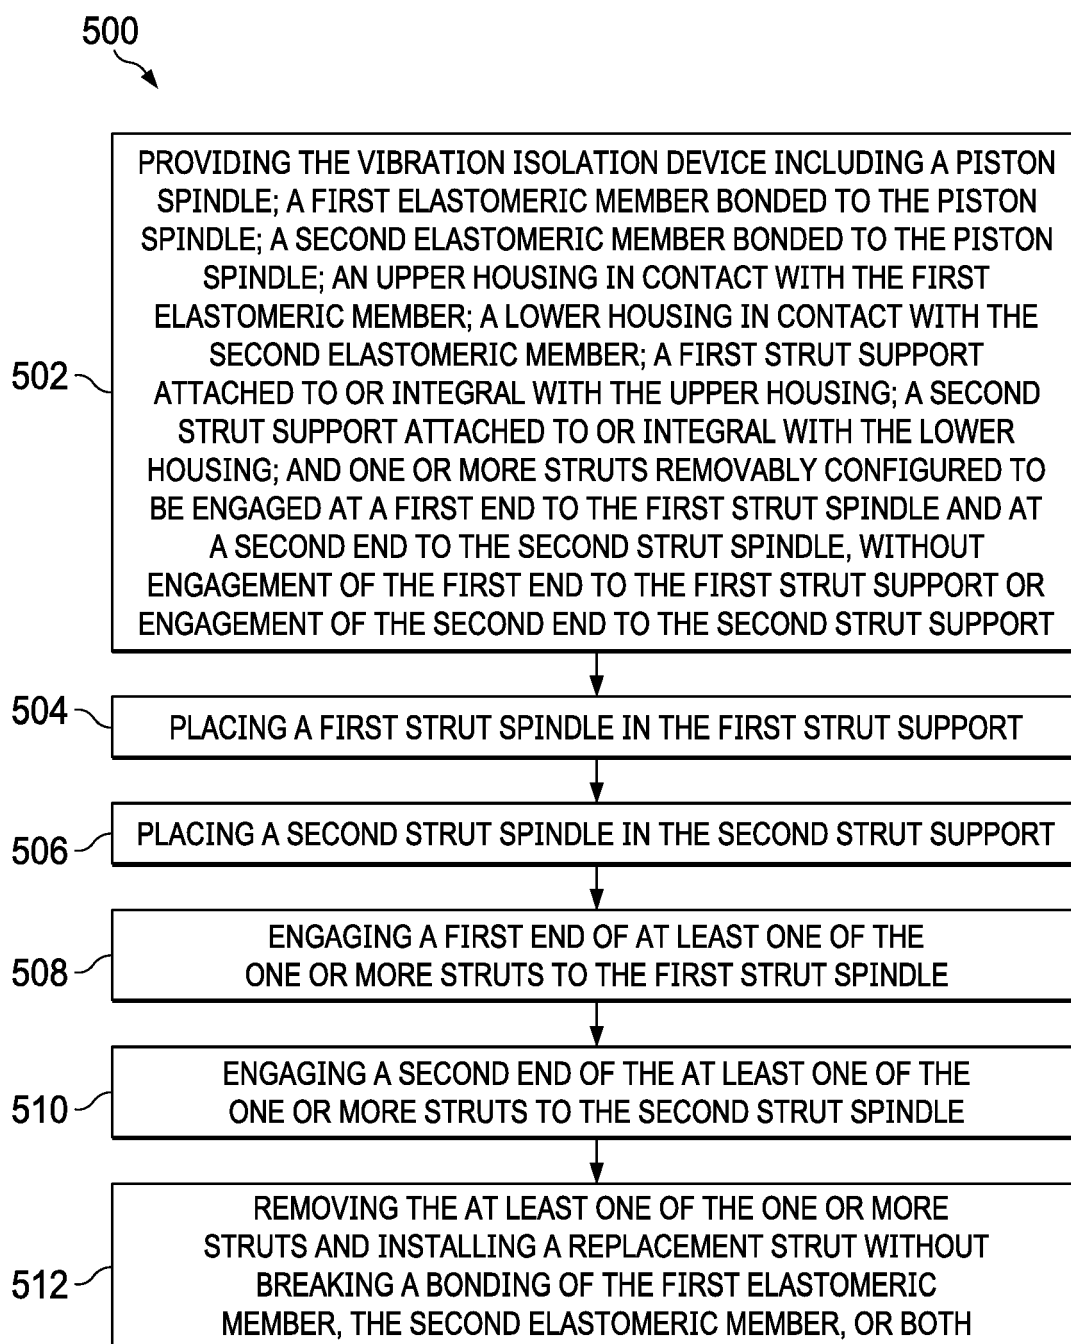 500
502
PROVIDING THE VIBRATION ISOLATION DEVICE INCLUDING A PISTON
SPINDLE; A FIRST ELASTOMERIC MEMBER BONDED TO THE PISTON
SPINDLE; A SECOND ELASTOMERIC MEMBER BONDED TO THE PISTON
SPINDLE; AN UPPER HOUSING IN CONTACT WITH THE FIRST
ELASTOMERIC MEMBER; A LOWER HOUSING IN CONTACT WITH THE
SECOND ELASTOMERIC MEMBER; A FIRST STRUT SUPPORT
ATTACHED TO OR INTEGRAL WITH THE UPPER HOUSING; A SECOND
STRUT SUPPORT ATTACHED TO OR INTEGRAL WITH THE LOWER
HOUSING; AND ONE OR MORE STRUTS REMOVABLY CONFIGURED TO
BE ENGAGED AT A FIRST END TO THE FIRST STRUT SPINDLE AND AT
A SECOND END TO THE SECOND STRUT SPINDLE, WITHOUT
ENGAGEMENT OF THE FIRST END TO THE FIRST STRUT SUPPORT OR
ENGAGEMENT OF THE SECOND END TO THE SECOND STRUT SUPPORT
504
PLACING A FIRST STRUT SPINDLE IN THE FIRST STRUT SUPPORT
506
PLACING A SECOND STRUT SPINDLE IN THE SECOND STRUT SUPPORT
508
ENGAGING A FIRST END OF AT LEAST ONE OF THE
ONE OR MORE STRUTS TO THE FIRST STRUT SPINDLE
510
ENGAGING A SECOND END OF THE AT LEAST ONE OF THE
ONE OR MORE STRUTS TO THE SECOND STRUT SPINDLE
512
REMOVING THE AT LEAST ONE OF THE ONE OR MORE
STRUTS AND INSTALLING A REPLACEMENT STRUT WITHOUT
BREAKING A BONDING OF THE FIRST ELASTOMERIC
MEMBER, THE SECOND ELASTOMERIC MEMBER, OR BOTH